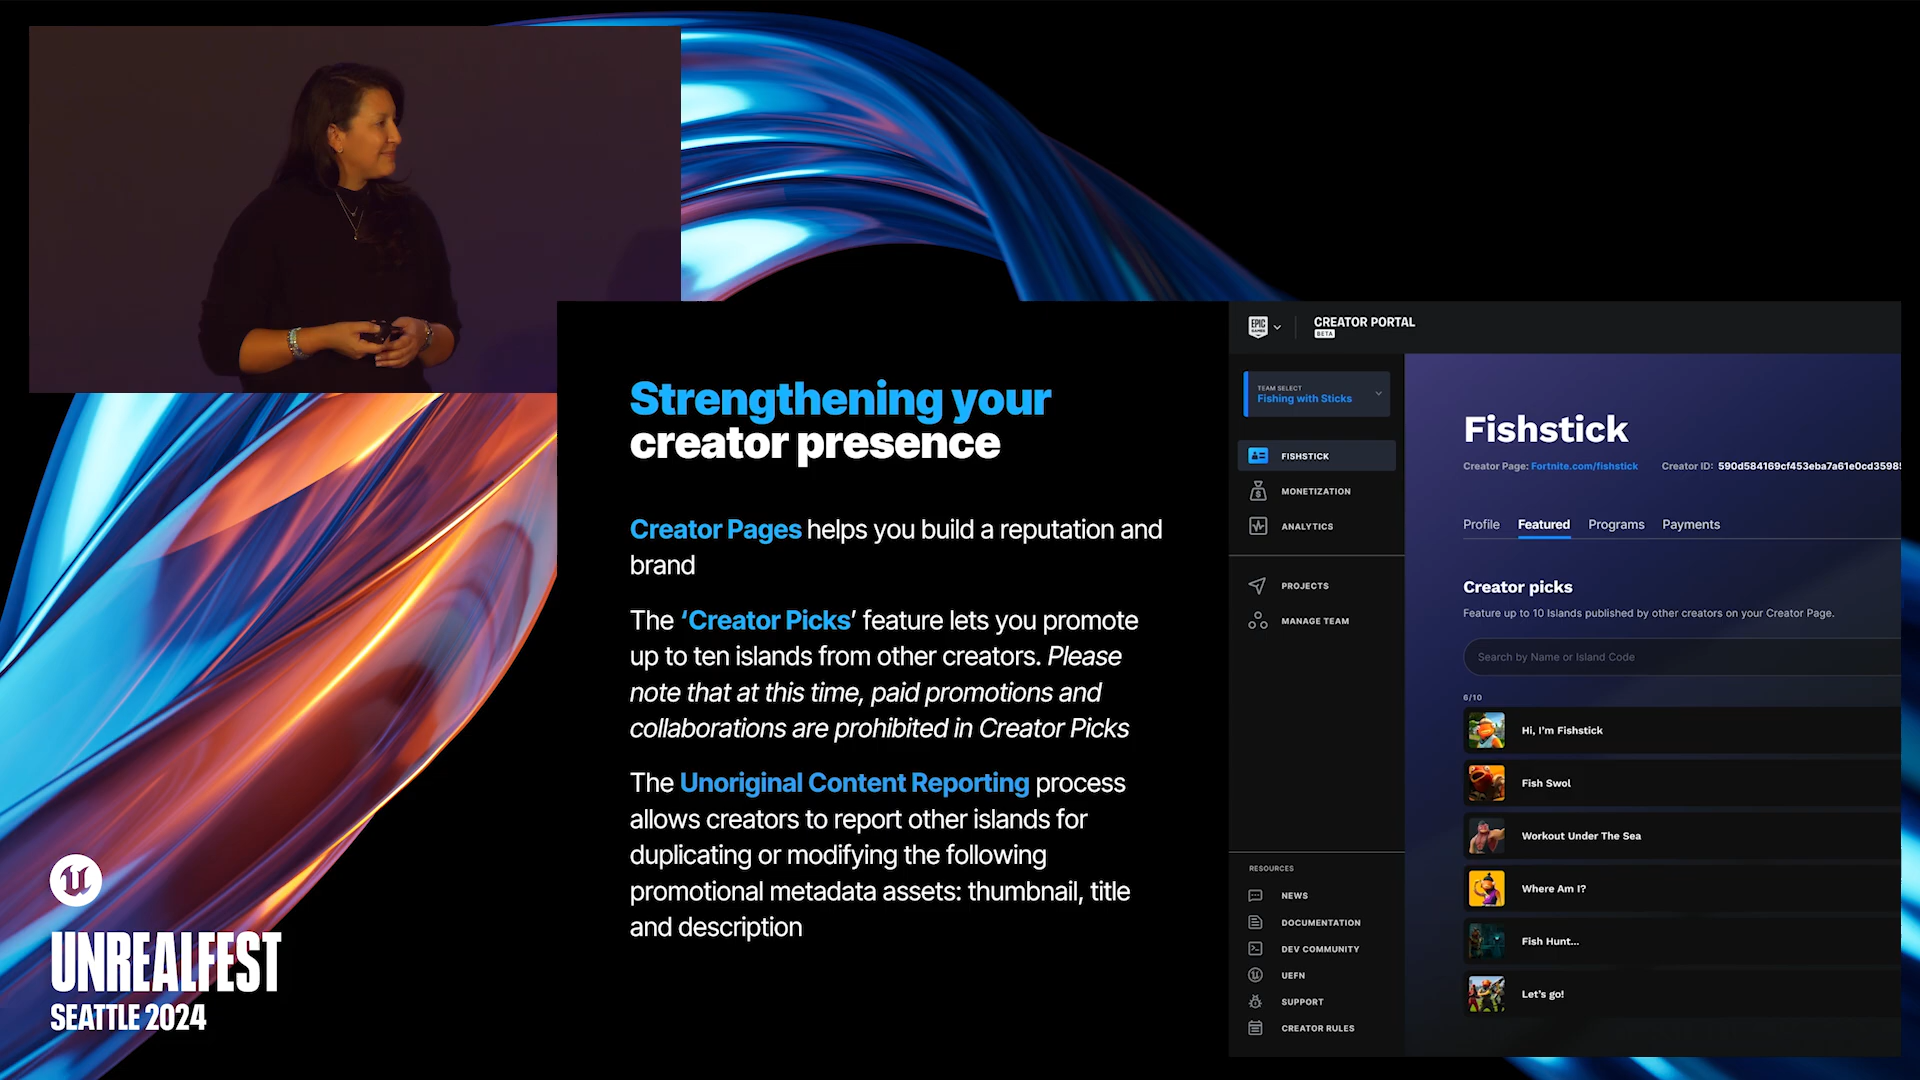 Strengthening your
creator presence
Creator Pages helps you build a reputation and
brand
The ‘Creator Picks’ feature lets you promote
up to ten islands from other creators. Please
note that at this time, paid promotions and
collaborations are prohibited in Creator Picks
The Unoriginal Content Reporting process
allows creators to report other islands for
duplicating or modifying the following
promotional metadata assets: thumbnail, title
and description
EPIC GAMES
CREATOR PORTAL
BETA
TEAM SELECT
Fishing with Sticks
FISHSTICK
MONETIZATION
ANALYTICS
PROJECTS
MANAGE TEAM
RESOURCES
NEWS
DOCUMENTATION
DEV COMMUNITY
UEFN
SUPPORT
CREATOR RULES
Fishstick
Creator Page: Fortnite.com/fishstick Creator ID: 590d584169cf453eba7a61e0cd3598
Profile Featured Programs Payments
Creator picks
Feature up to 10 Islands published by other creators on your Creator Page.
Search by Name or Island Code
6/10
Hi, I'm Fishstick
Fish Swol
Workout Under The Sea
Where Am I?
Fish Hunt...
Let's go!
UNREALFEST
SEATTLE 2024